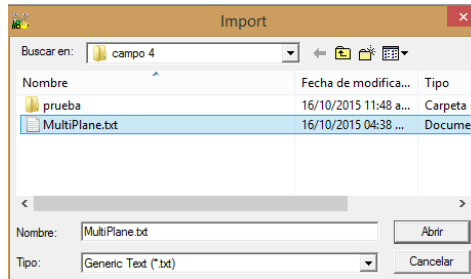 Import
Buscar en: campo 4
Nombre Fecha de modifica... Tipo
prueba 16/10/2015 11:48 a... Carpeta
MultiPlane.txt 16/10/2015 04:38 ... Docume
Nombre: MultiPlane.txt Abrir
Tipo: Generic Text (*.txt) Cancelar